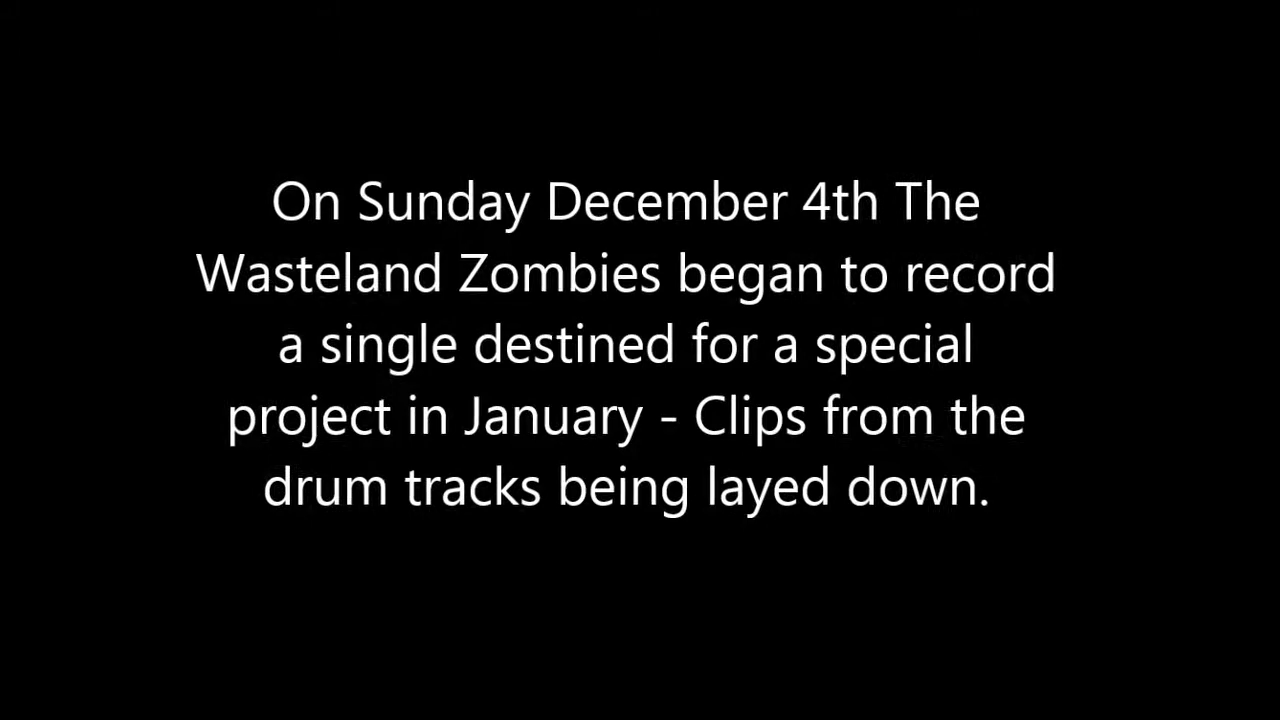 On Sunday December 4th The
Wasteland Zombies began to record
a single destined for a special
project in January - Clips from the
drum tracks being layed down.